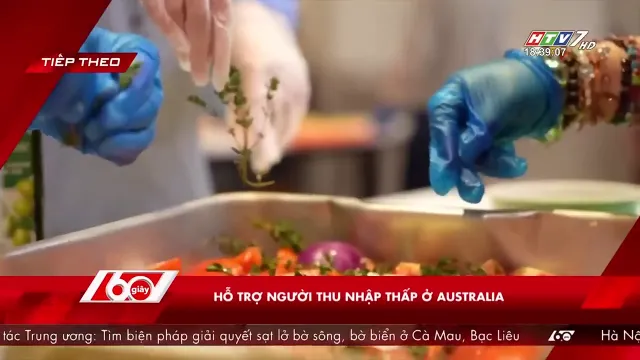 TIẾP THEO
HTV7 HD
18:39:07
60 giây
HỖ TRỢ NGƯỜI THU NHẬP THẤP Ở AUSTRALIA
tác Trung ương: Tìm biện pháp giải quyết sạt lở bờ sông, bờ biển ở Cà Mau, Bạc Liêu
60
Hà Nộ